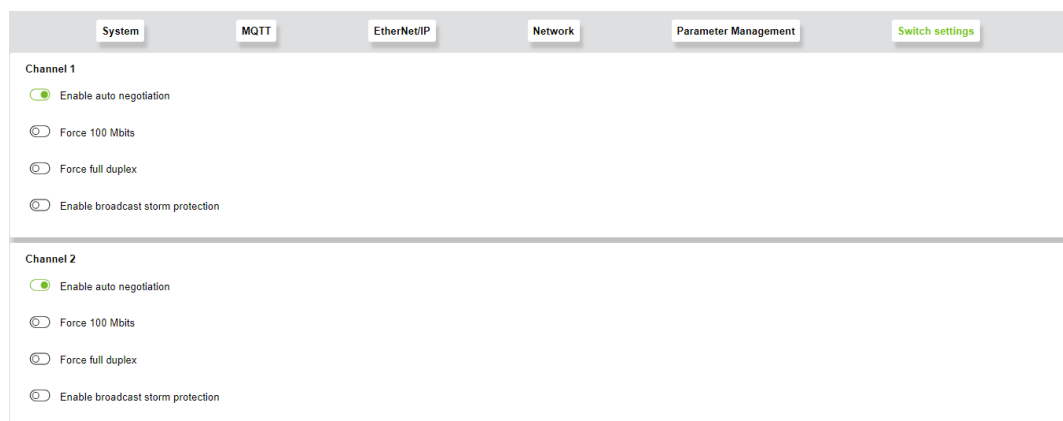 System MQTT EtherNet/IP Network Parameter Management Switch settings
Channel 1
Enable auto negotiation
Force 100 Mbits
Force full duplex
Enable broadcast storm protection
Channel 2
Enable auto negotiation
Force 100 Mbits
Force full duplex
Enable broadcast storm protection